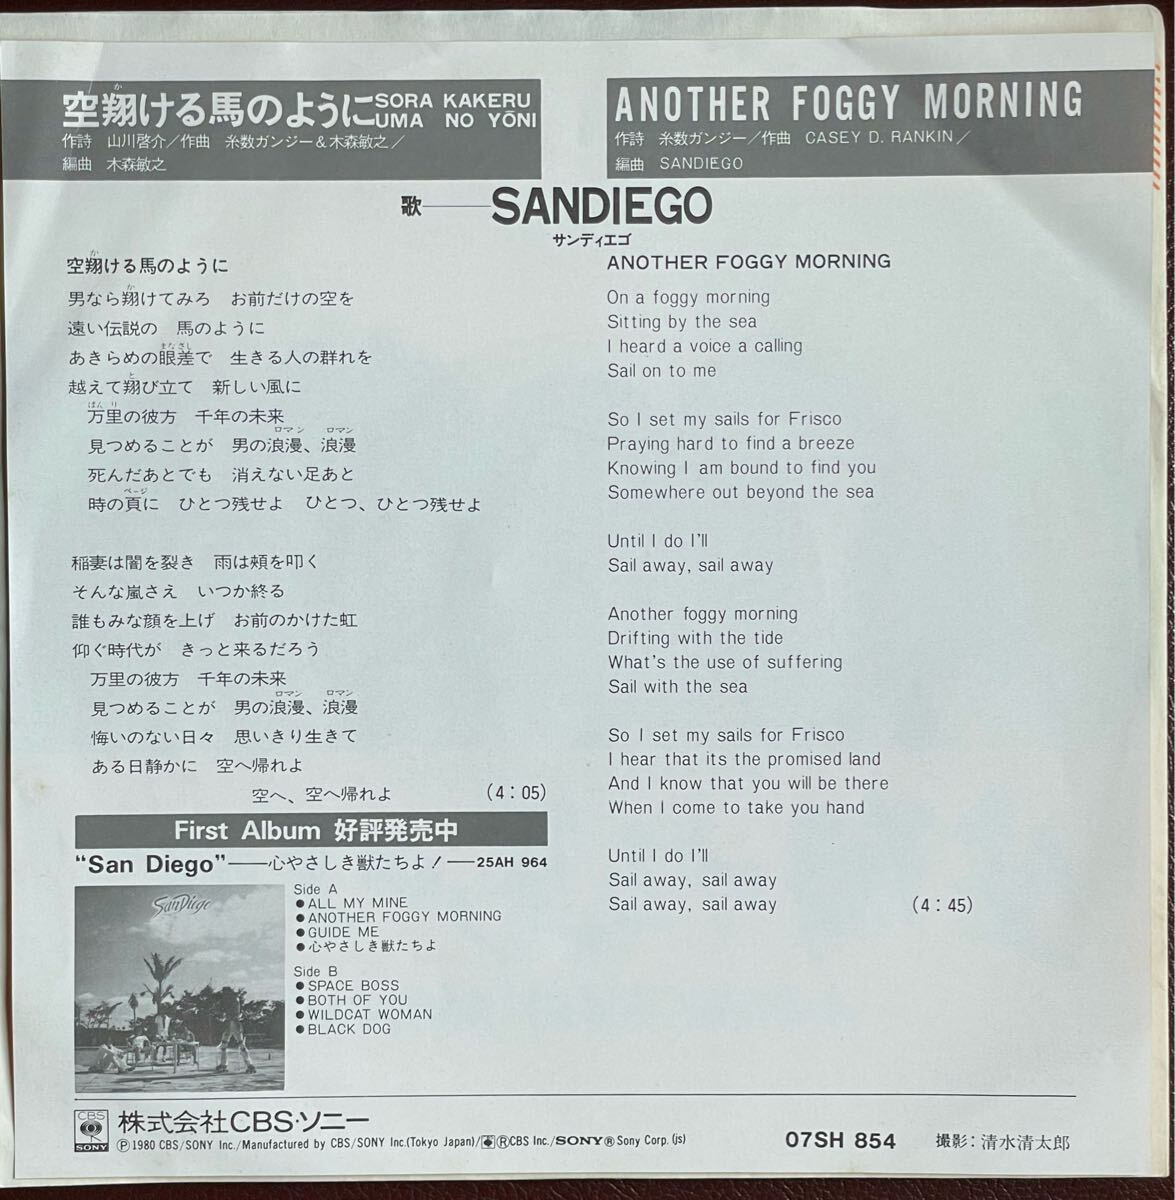 空翔ける馬のように SORA KAKERU UMA NO YŌNI
作詩 山川啓介／作曲 糸数ガンジー＆木森敏之／
編曲 木森敏之
ANOTHER FOGGY MORNING
作詩 糸数ガンジー／作曲 CASEY D. RANKIN／
編曲 SANDIEGO
歌——SANDIEGO
サンディエゴ
空翔ける馬のように
男なら翔けてみろ お前だけの空を
遠い伝説の 馬のように
あきらめの眼差で 生きる人の群れを
越えて翔び立て 新しい風に
万里の彼方 千年の未来
見つめることが 男の浪漫、浪漫
死んだあとでも 消えない足あと
時の頁に ひとつ残せよ ひとつ、ひとつ残せよ
稲妻は闇を裂き 雨は頬を叩く
そんな嵐さえ いつか終る
誰もみな顔を上げ お前のかけた虹
仰ぐ時代が きっと来るだろう
万里の彼方 千年の未来
見つめることが 男の浪漫、浪漫
悔いのない日々 思いきり生きて
ある日静かに 空へ帰れよ
空へ、空へ帰れよ (4：05)
First Album 好評発売中
“San Diego”——心やさしき獣たちよ！—25AH 964
SanDiego
Side A
●ALL MY MINE
●ANOTHER FOGGY MORNING
●GUIDE ME
●心やさしき獣たちよ
Side B
●SPACE BOSS
●BOTH OF YOU
●WILDCAT WOMAN
●BLACK DOG
ANOTHER FOGGY MORNING
On a foggy morning
Sitting by the sea
I heard a voice a calling
Sail on to me
So I set my sails for Frisco
Praying hard to find a breeze
Knowing I am bound to find you
Somewhere out beyond the sea
Until I do I'll
Sail away, sail away
Another foggy morning
Drifting with the tide
What's the use of suffering
Sail with the sea
So I set my sails for Frisco
I hear that its the promised land
And I know that you will be there
When I come to take you hand
Until I do I'll
Sail away, sail away
Sail away, sail away (4：45)
CBS SONY 株式会社CBS・ソニー
Ⓟ1980 CBS/SONY Inc./Manufactured by CBS/SONY Inc.(Tokyo Japan)/ ⓇCBS Inc./SONY® Sony Corp. (js)
07SH 854 撮影：清水清太郎